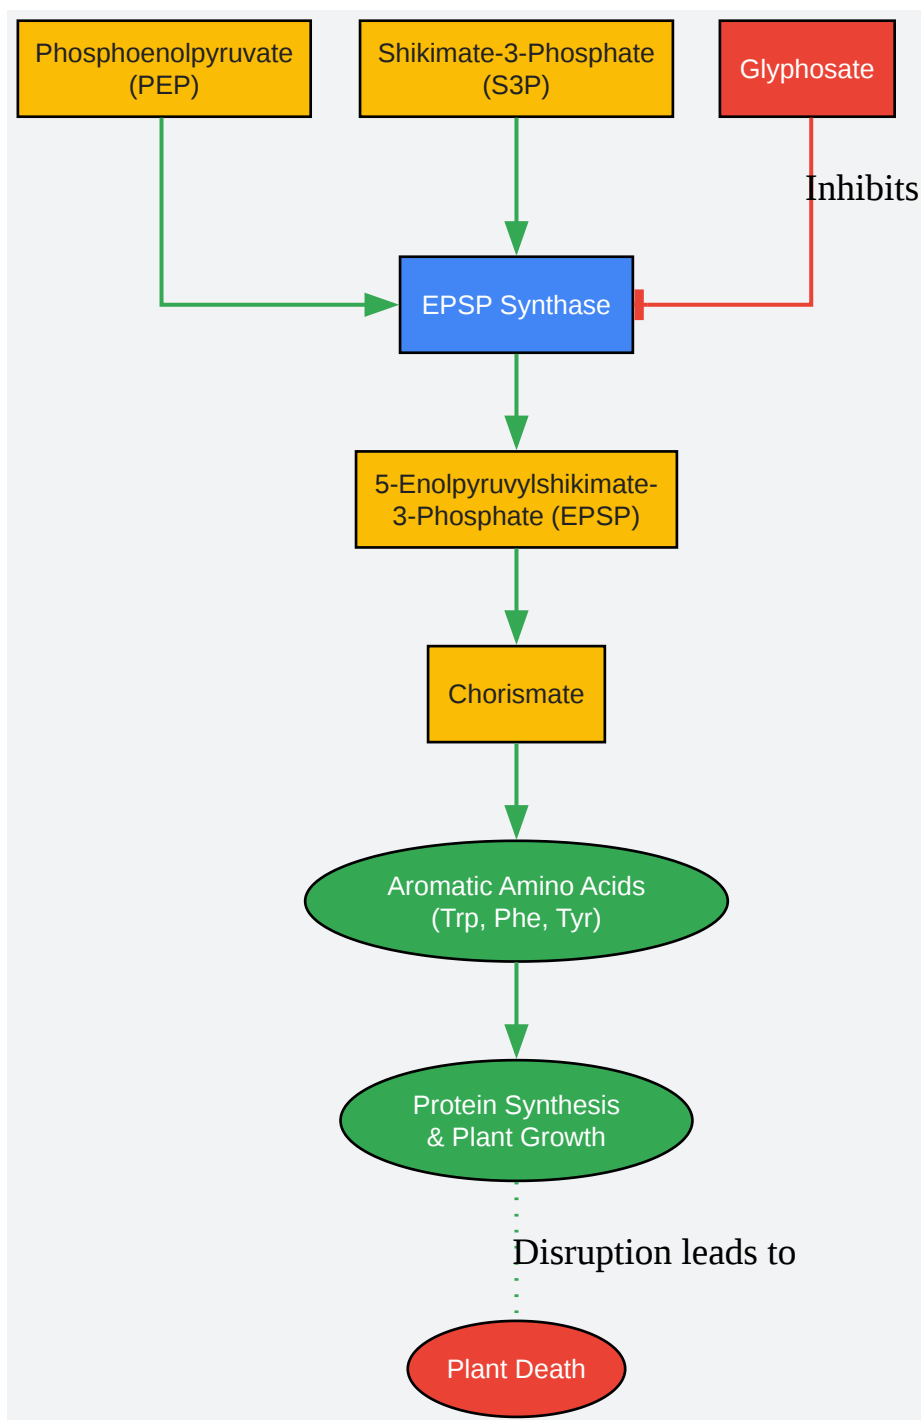 Phosphoenolpyruvate
(PEP)
Shikimate-3-Phosphate
(S3P)
Glyphosate
Inhibits
EPSP Synthase
5-Enolpyruvylshikimate-
3-Phosphate (EPSP)
Chorismate
Aromatic Amino Acids
(Trp, Phe, Tyr)
Protein Synthesis
& Plant Growth
Disruption leads to
Plant Death